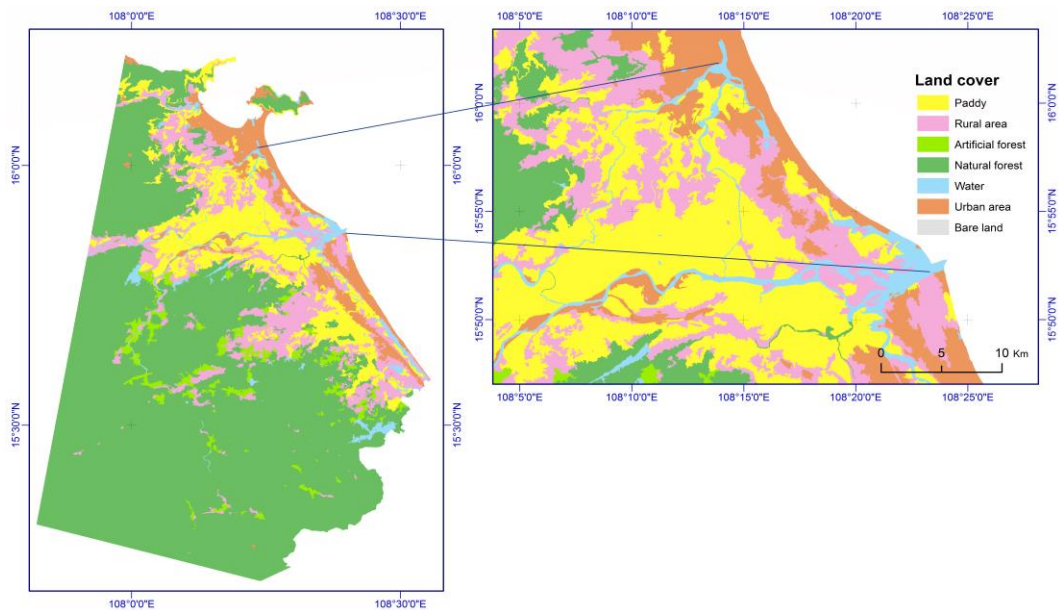 108°0'0"E
108°30'0"E
16°0'0"N
16°0'0"N
15°30'0"N
15°30'0"N
108°0'0"E
108°30'0"E
108°5'0"E
108°10'0"E
108°15'0"E
108°20'0"E
108°25'0"E
16°0'0"N
16°0'0"N
15°55'0"N
15°55'0"N
15°50'0"N
15°50'0"N
Land cover
Paddy
Rural area
Artificial forest
Natural forest
Water
Urban area
Bare land
0 5 10 Km
108°5'0"E
108°10'0"E
108°15'0"E
108°20'0"E
108°25'0"E